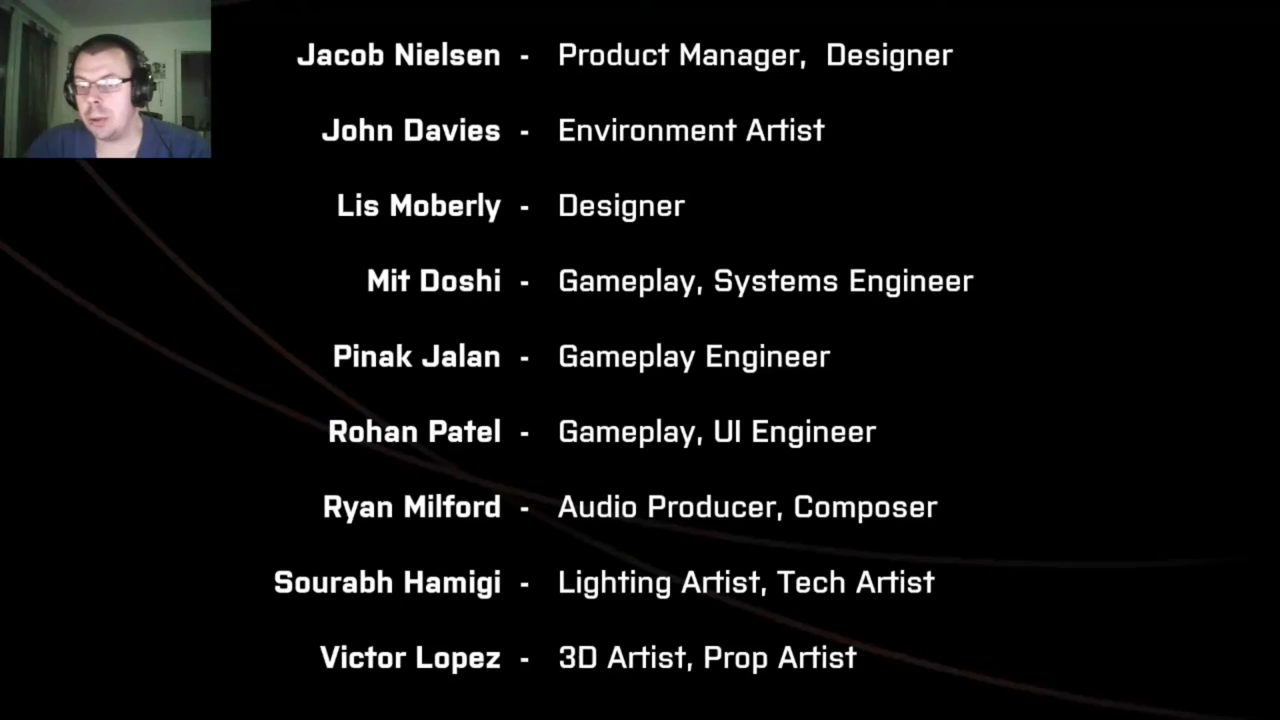 Jacob Nielsen - Product Manager, Designer
John Davies - Environment Artist
Lis Moberly - Designer
Mit Doshi - Gameplay, Systems Engineer
Pinak Jalan - Gameplay Engineer
Rohan Patel - Gameplay, UI Engineer
Ryan Milford - Audio Producer, Composer
Sourabh Hamigi - Lighting Artist, Tech Artist
Victor Lopez - 3D Artist, Prop Artist